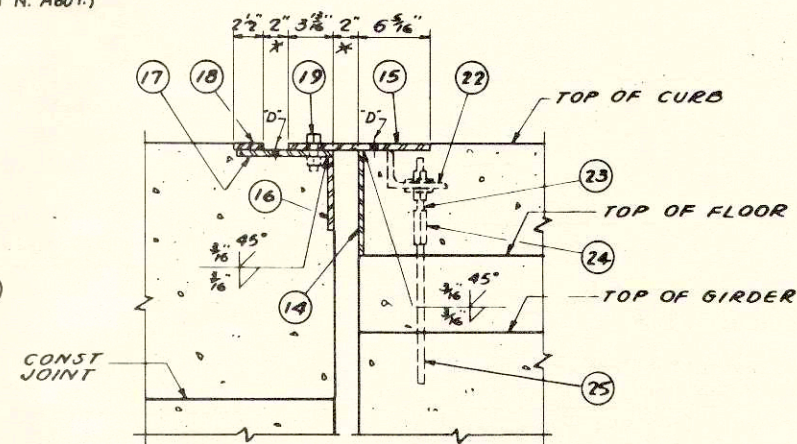 N. ABUT.)
2½" 2" 3 13/16" 2" 6 5/16"
* *
17 18 19 15 22
"D" "D"
TOP OF CURB
16
23
TOP OF FLOOR
24
3/16" 45°
3/16"
14
3/16" 45°
3/16"
TOP OF GIRDER
CONST
JOINT
25